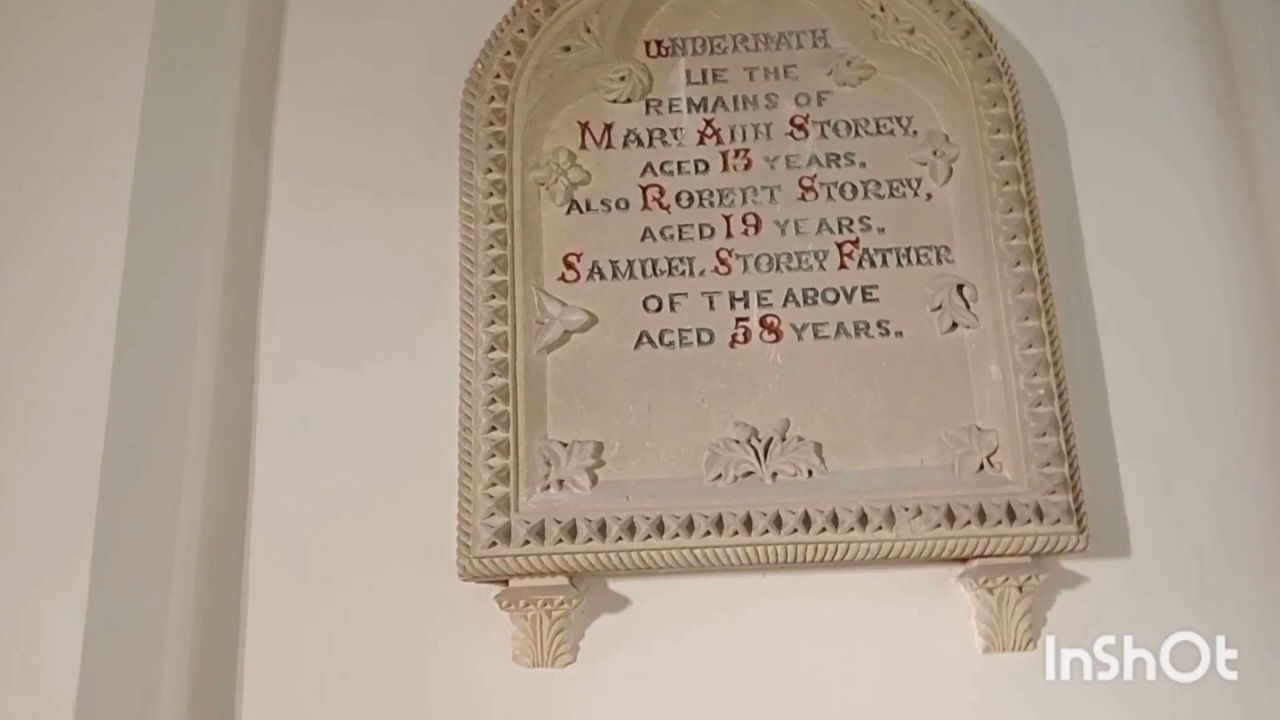 UNDERNATH
LIE THE
REMAINS OF
MARY ANN STOREY.
AGED 13 YEARS.
ALSO ROBERT STOREY,
AGED 19 YEARS.
SAMUEL STOREY FATHER
OF THE ABOVE
AGED 58 YEARS.
InShOt